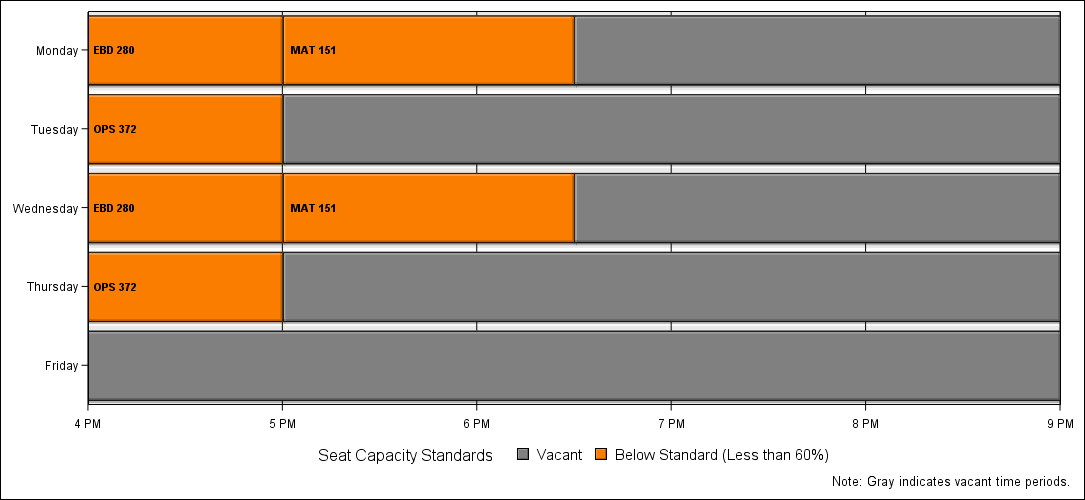 Monday EBD 280 MAT 151
Tuesday OPS 372
Wednesday EBD 280 MAT 151
Thursday OPS 372
Friday
4 PM 5 PM 6 PM 7 PM 8 PM 9 PM
Seat Capacity Standards Vacant Below Standard (Less than 60%)
Note: Gray indicates vacant time periods.